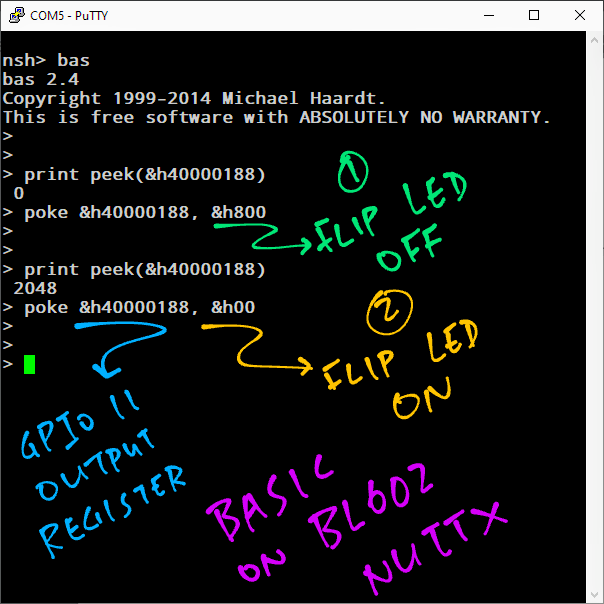 COM5 - PuTTY
nsh> bas
bas 2.4
Copyright 1999-2014 Michael Haardt.
This is free software with ABSOLUTELY NO WARRANTY.
>
>
> print peek(&h40000188)
0
> poke &h40000188, &h800
>
>
> print peek(&h40000188)
2048
> poke &h40000188, &h00
>
>
>
1
FLIP LED
OFF
2
FLIP LED
ON
GPIO 11
OUTPUT
REGISTER
BASIC
ON BL602
NUTTX